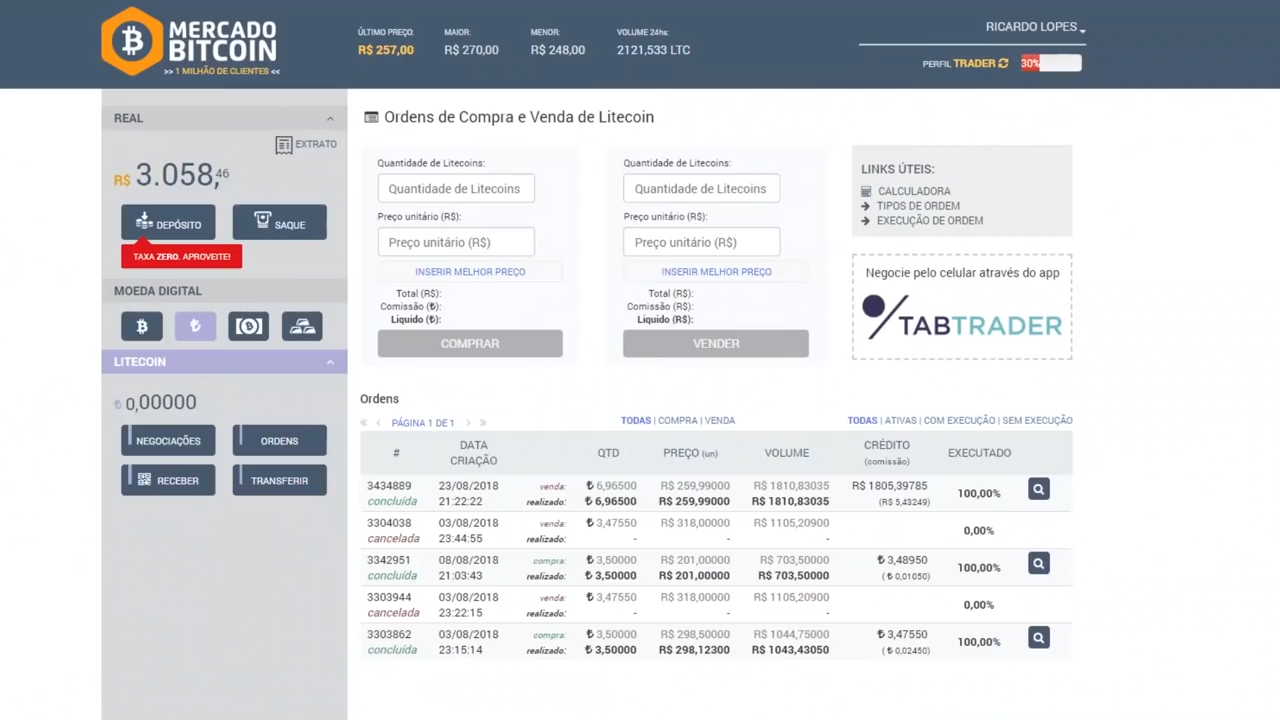 MERCADO
BITCOIN
>> 1 MILHÃO DE CLIENTES <<
ÚLTIMO PREÇO: MAIOR: MENOR: VOLUME 24hs:
R$ 257,00 R$ 270,00 R$ 248,00 2121,533 LTC
RICARDO LOPES
PERFIL TRADER 30%
REAL
EXTRATO
R$ 3.058,46
DEPÓSITO SAQUE
TAXA ZERO. APROVEITE!
MOEDA DIGITAL
LITECOIN
0,00000
NEGOCIAÇÕES ORDENS
RECEBER TRANSFERIR
Ordens de Compra e Venda de Litecoin
Quantidade de Litecoins:
Quantidade de Litecoins
Preço unitário (R$):
Preço unitário (R$)
INSERIR MELHOR PREÇO
Total (R$):
Comissão (Ł):
Liquido (Ł):
COMPRAR
Quantidade de Litecoins:
Quantidade de Litecoins
Preço unitário (R$):
Preço unitário (R$)
INSERIR MELHOR PREÇO
Total (R$):
Comissão (R$):
Liquido (R$):
VENDER
LINKS ÚTEIS:
CALCULADORA
TIPOS DE ORDEM
EXECUÇÃO DE ORDEM
Negocie pelo celular através do app
TABTRADER
Ordens
« ‹ PÁGINA 1 DE 1 › » TODAS | COMPRA | VENDA TODAS | ATIVAS | COM EXECUÇÃO | SEM EXECUÇÃO
# DATA CRIAÇÃO QTD PREÇO (un) VOLUME CRÉDITO (comissão) EXECUTADO
3434889 23/08/2018 venda: Ł 6,96500 R$ 259,99000 R$ 1810,83035 R$ 1805,39785
concluída 21:22:22 realizado: Ł 6,96500 R$ 259,99000 R$ 1810,83035 (R$ 5,43249) 100,00%
3304038 03/08/2018 venda: Ł 3,47550 R$ 318,00000 R$ 1105,20900
cancelada 23:44:55 realizado: - - - 0,00%
3342951 08/08/2018 compra: Ł 3,50000 R$ 201,00000 R$ 703,50000 Ł 3,48950
concluída 21:03:43 realizado: Ł 3,50000 R$ 201,00000 R$ 703,50000 ( Ł 0,01050) 100,00%
3303944 03/08/2018 venda: Ł 3,47550 R$ 318,00000 R$ 1105,20900
cancelada 23:22:15 realizado: - - - 0,00%
3303862 03/08/2018 compra: Ł 3,50000 R$ 298,50000 R$ 1044,75000 Ł 3,47550
concluída 23:15:14 realizado: Ł 3,50000 R$ 298,12300 R$ 1043,43050 ( Ł 0,02450) 100,00%